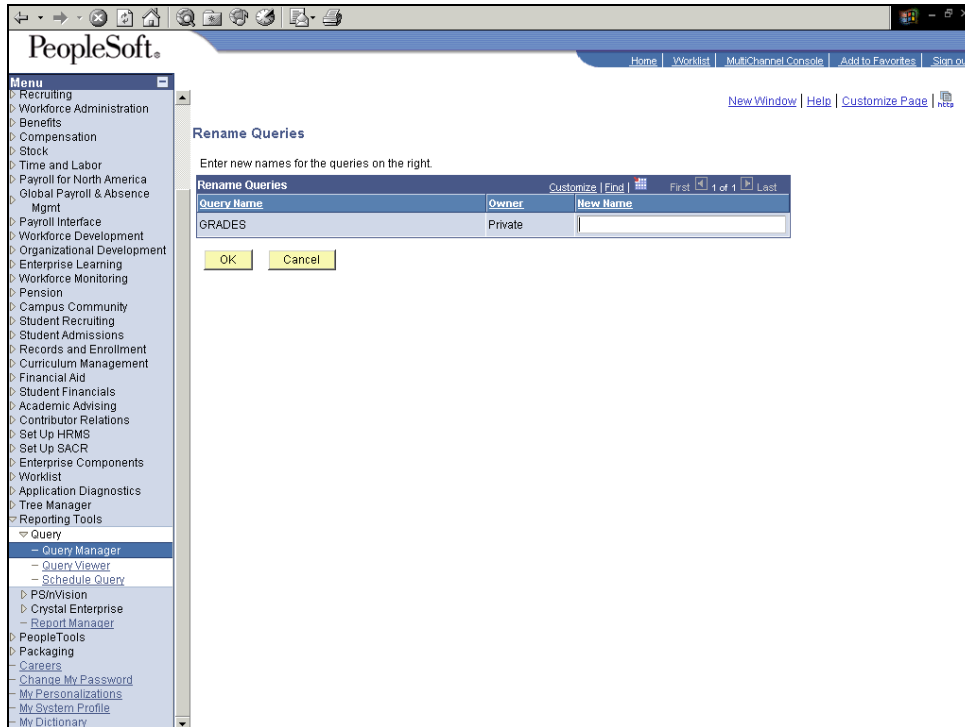 PeopleSoft.
Home | Worklist | MultiChannel Console | Add to Favorites | Sign ou
Menu
Recruiting
Workforce Administration
Benefits
Compensation
Stock
Time and Labor
Payroll for North America
Global Payroll & Absence
Mgmt
Payroll Interface
Workforce Development
Organizational Development
Enterprise Learning
Workforce Monitoring
Pension
Campus Community
Student Recruiting
Student Admissions
Records and Enrollment
Curriculum Management
Financial Aid
Student Financials
Academic Advising
Contributor Relations
Set Up HRMS
Set Up SACR
Enterprise Components
Worklist
Application Diagnostics
Tree Manager
Reporting Tools
Query
– Query Manager
– Query Viewer
– Schedule Query
PS/nVision
Crystal Enterprise
– Report Manager
PeopleTools
Packaging
– Careers
– Change My Password
– My Personalizations
– My System Profile
– My Dictionary
New Window | Help | Customize Page | http
Rename Queries
Enter new names for the queries on the right.
Rename Queries Customize | Find | First 1 of 1 Last
Query Name Owner New Name
GRADES Private
OK Cancel